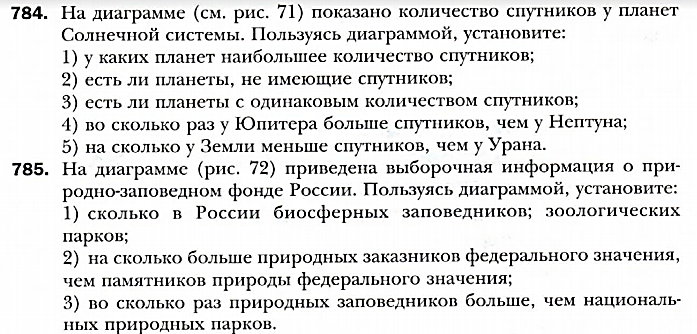 784. На диаграмме (см. рис. 71) показано количество спутников у планет
Солнечной системы. Пользуясь диаграммой, установите:
1) у каких планет наибольшее количество спутников;
2) есть ли планеты, не имеющие спутников;
3) есть ли планеты с одинаковым количеством спутников;
4) во сколько раз у Юпитера больше спутников, чем у Нептуна;
5) на сколько у Земли меньше спутников, чем у Урана.
785. На диаграмме (рис. 72) приведена выборочная информация о при-
родно-заповедном фонде России. Пользуясь диаграммой, установите:
1) сколько в России биосферных заповедников; зоологических
парков;
2) на сколько больше природных заказников федерального значения,
чем памятников природы федерального значения;
3) во сколько раз природных заповедников больше, чем националь-
ных природных парков.